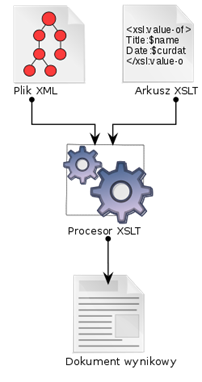 <xsl:value-of>
Title:$name
Date:$curdat
</xsl:value-o
Plik XML
Arkusz XSLT
Procesor XSLT
Dokument wynikowy